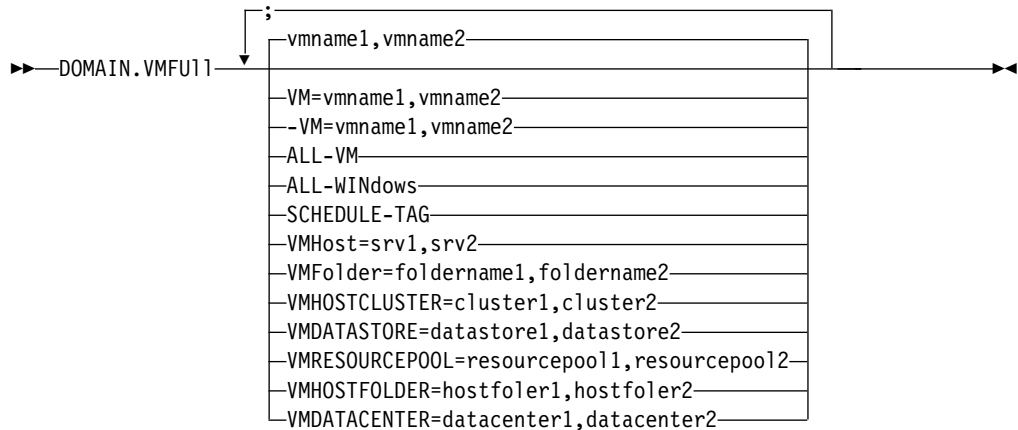 ;
vmname1,vmname2
DOMAIN.VMFUll
VM=vmname1,vmname2
-VM=vmname1,vmname2
ALL-VM
ALL-WINdows
SCHEDULE-TAG
VMHost=srv1,srv2
VMFolder=foldername1,foldername2
VMHOSTCLUSTER=cluster1,cluster2
VMDATASTORE=datastore1,datastore2
VMRESOURCEPOOL=resourcepool1,resourcepool2
VMHOSTFOLDER=hostfoler1,hostfoler2
VMDATACENTER=datacenter1,datacenter2